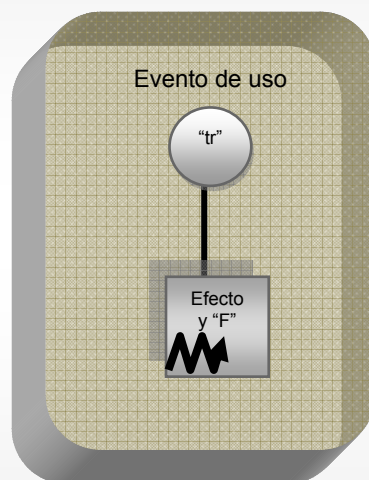 Evento de uso
“tr”
Efecto
y “F”